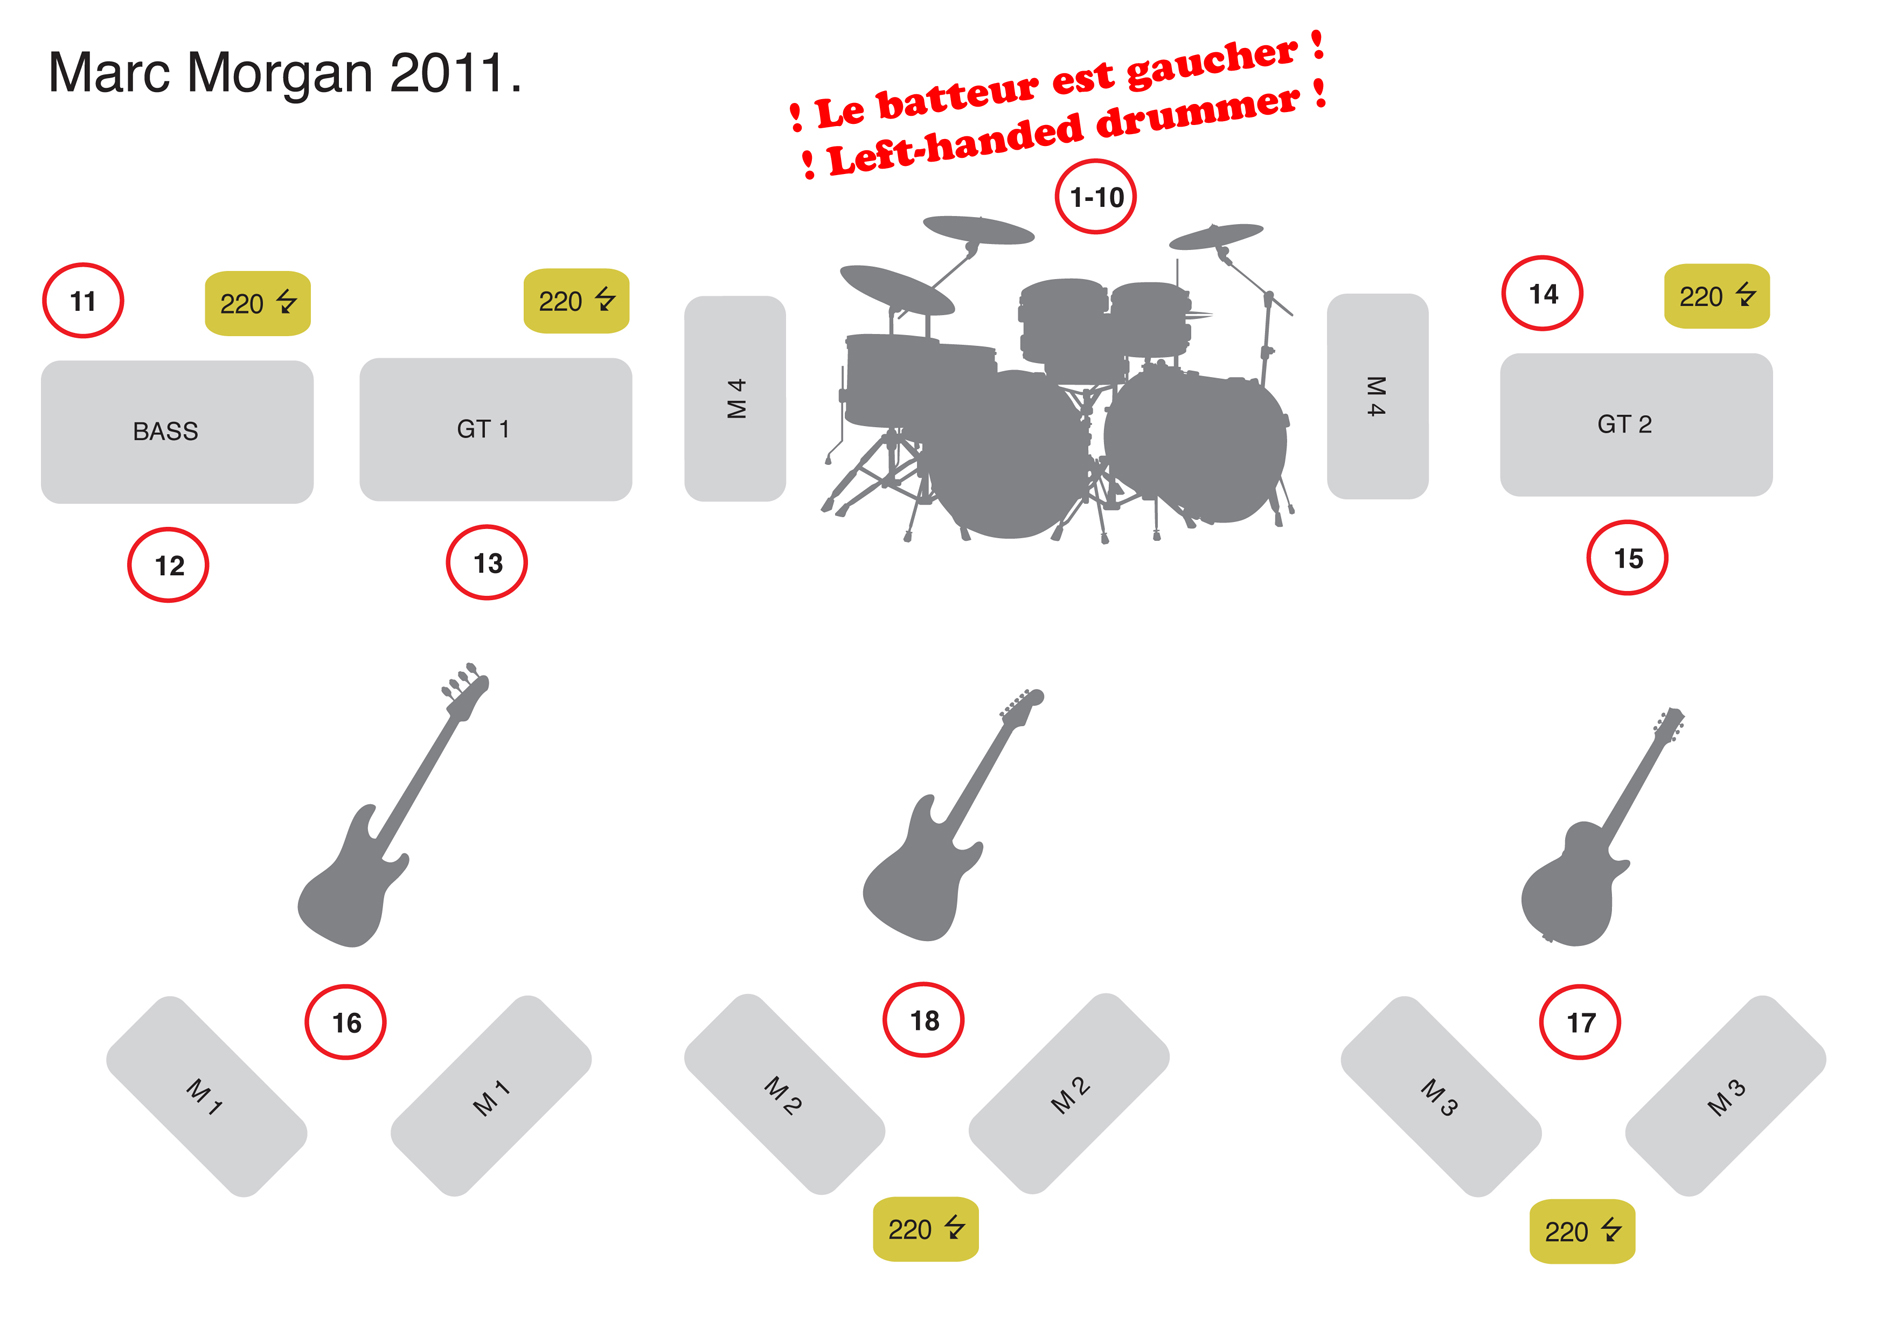 Marc Morgan 2011.
! Le batteur est gaucher !
! Left-handed drummer !
1-10
11
220
220
14
220
BASS
GT 1
M 4
M 4
GT 2
12
13
15
16
18
17
M 1
M 1
M 2
M 2
M 3
M 3
220
220